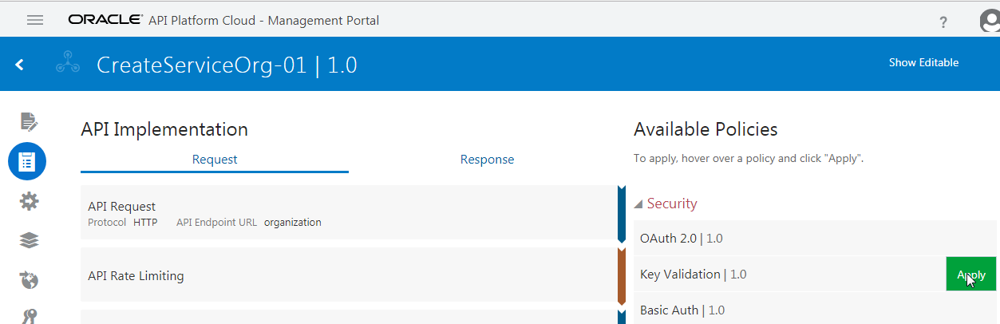 ORACLE® API Platform Cloud - Management Portal
?
CreateServiceOrg-01 | 1.0
Show Editable
API Implementation
Request
Response
API Request
Protocol HTTP API Endpoint URL organization
API Rate Limiting
Available Policies
To apply, hover over a policy and click "Apply".
Security
OAuth 2.0 | 1.0
Key Validation | 1.0
Apply
Basic Auth | 1.0